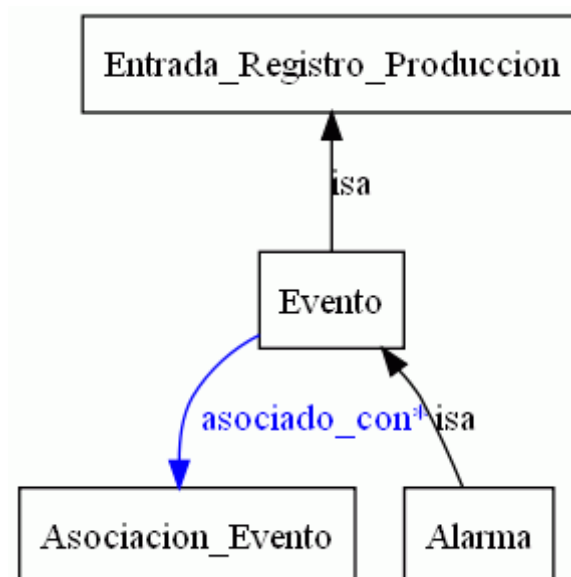 Entrada_Registro_Produccion
isa
Evento
asociado_con*
isa
Asociacion_Evento
Alarma